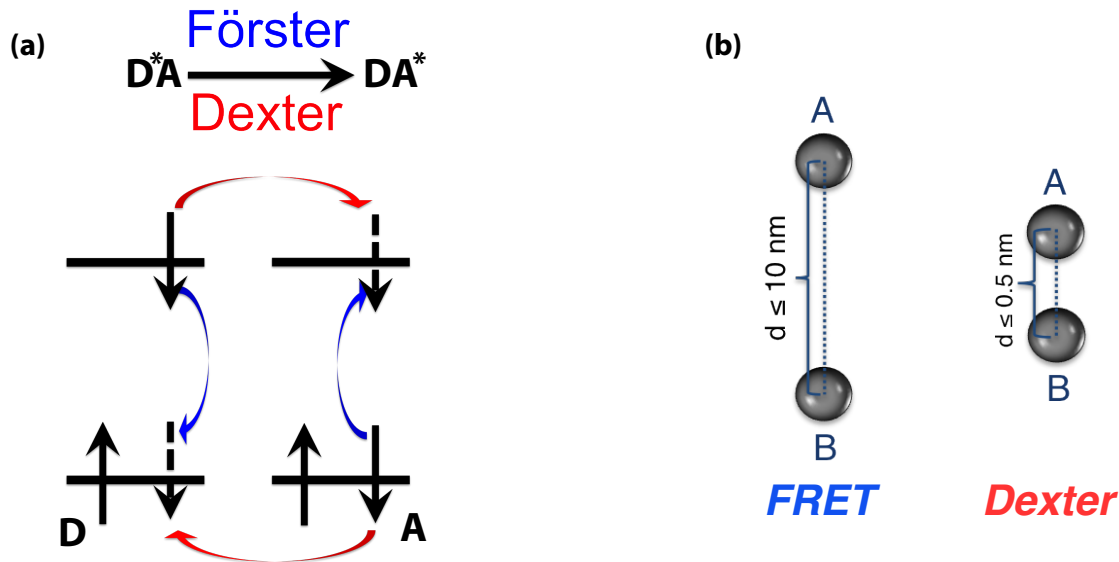 (a)
Förster
D*A DA*
Dexter
D
A
(b)
A
d ≤ 10 nm
B
FRET
A
d ≤ 0.5 nm
B
Dexter